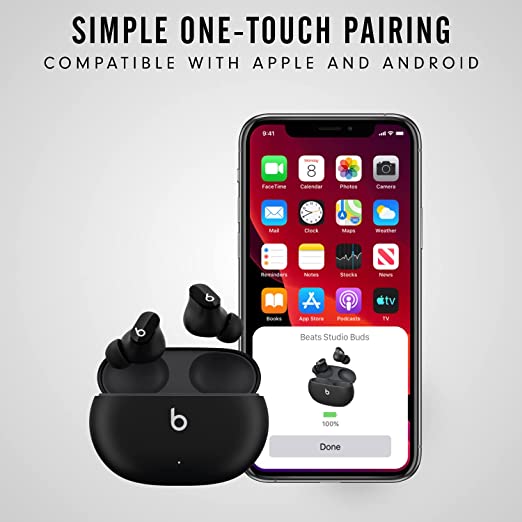 SIMPLE ONE-TOUCH PAIRING
COMPATIBLE WITH APPLE AND ANDROID
9:41
Monday
8
FaceTime Calendar Photos Camera
Mail Clock Maps Weather
Reminders Notes Stocks News
tv
Books App Store Podcasts TV
Beats Studio Buds
100%
Done
b
b
b